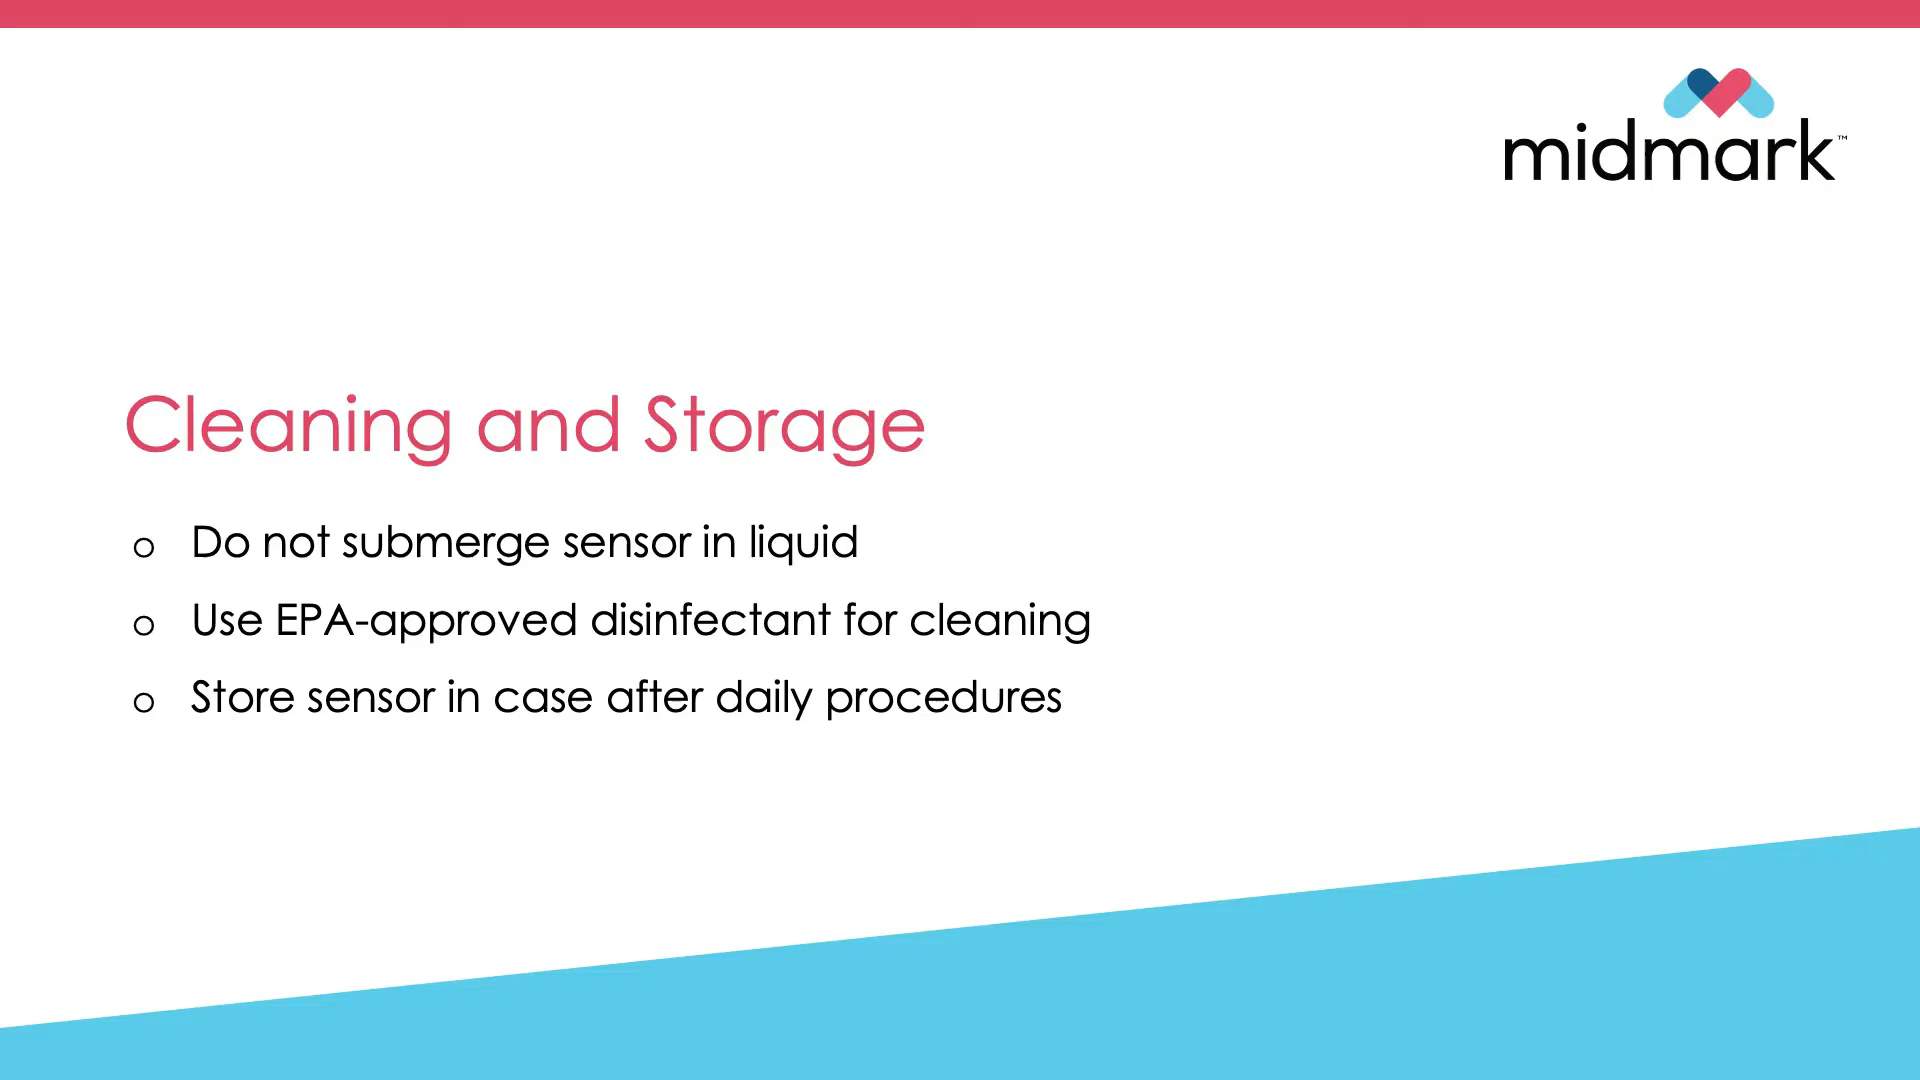 midmark™
Cleaning and Storage
o Do not submerge sensor in liquid
o Use EPA-approved disinfectant for cleaning
o Store sensor in case after daily procedures